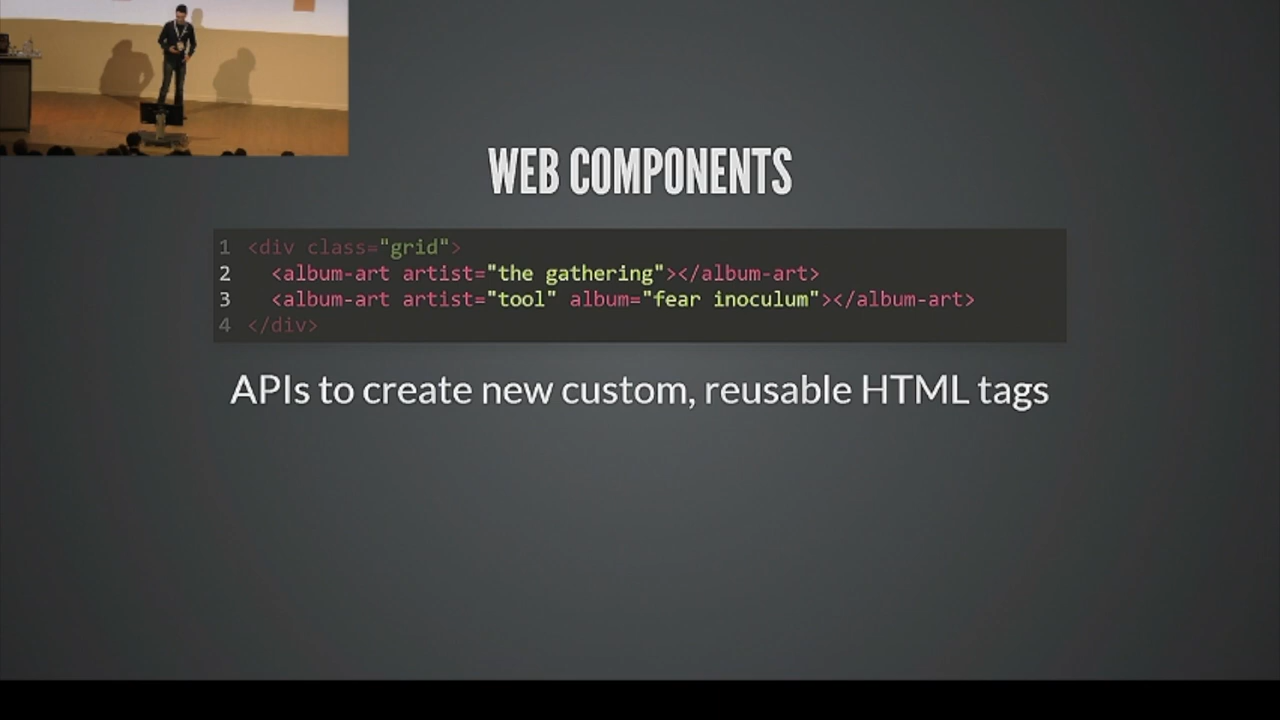 WEB COMPONENTS
1 <div class="grid">
2   <album-art artist="the gathering"></album-art>
3   <album-art artist="tool" album="fear inoculum"></album-art>
4 </div>
APIs to create new custom, reusable HTML tags